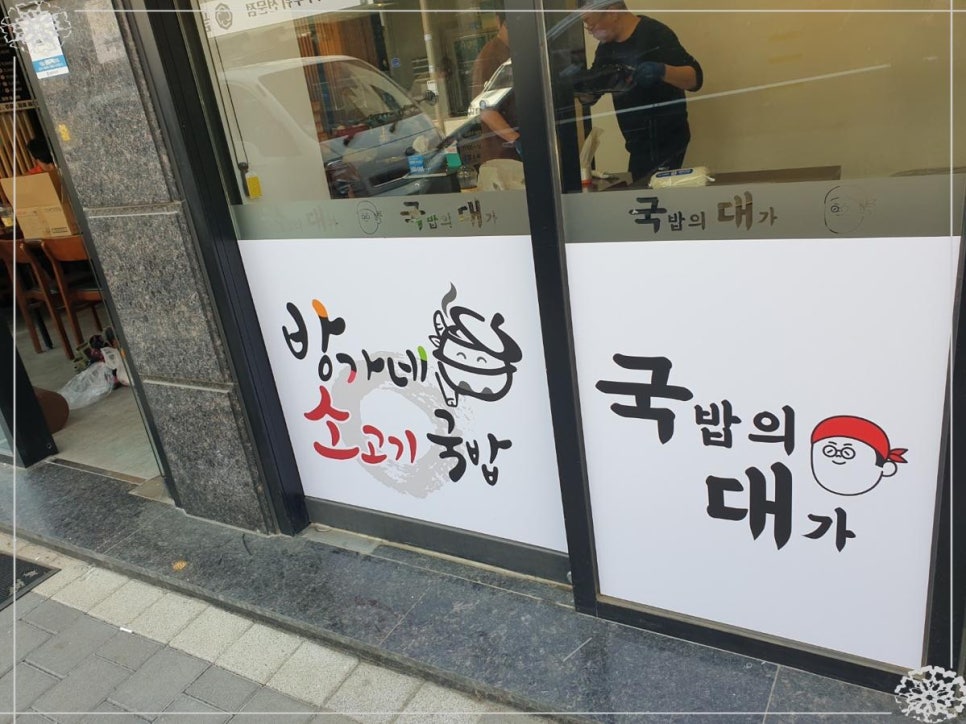 국밥의 대가
국밥의 대가
방가네
소고기 국밥
국밥의
대가